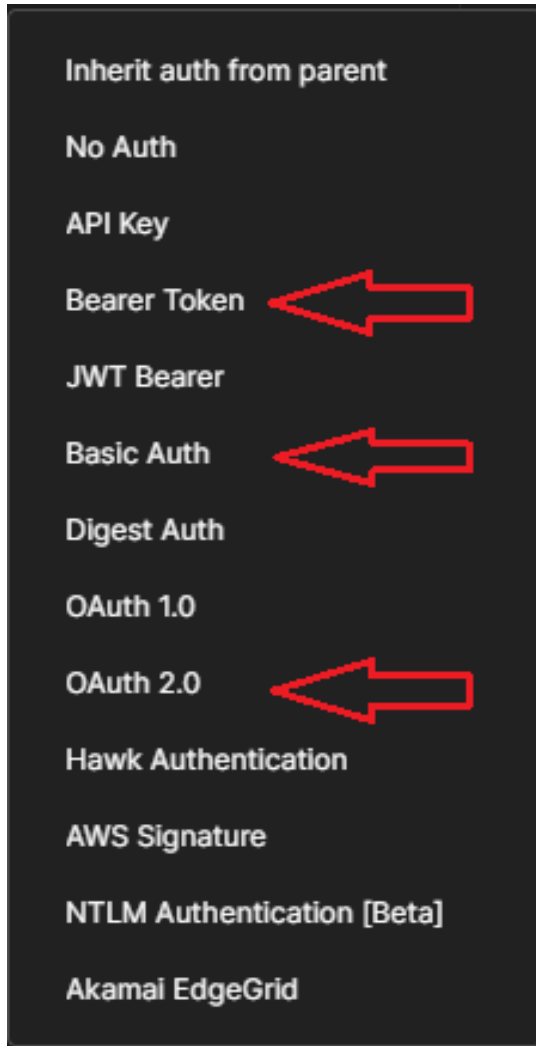 Inherit auth from parent
No Auth
API Key
Bearer Token
JWT Bearer
Basic Auth
Digest Auth
OAuth 1.0
OAuth 2.0
Hawk Authentication
AWS Signature
NTLM Authentication [Beta]
Akamai EdgeGrid